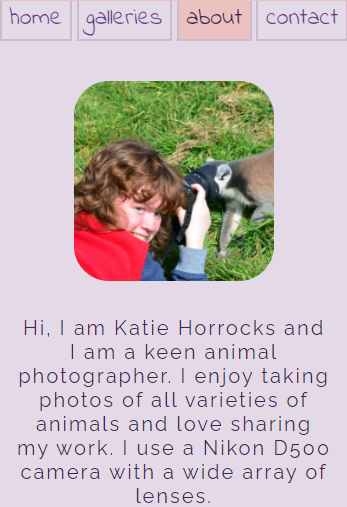 home galleries about contact
Hi, I am Katie Horrocks and
I am a keen animal
photographer. I enjoy taking
photos of all varieties of
animals and love sharing
my work. I use a Nikon D500
camera with a wide array of
lenses.